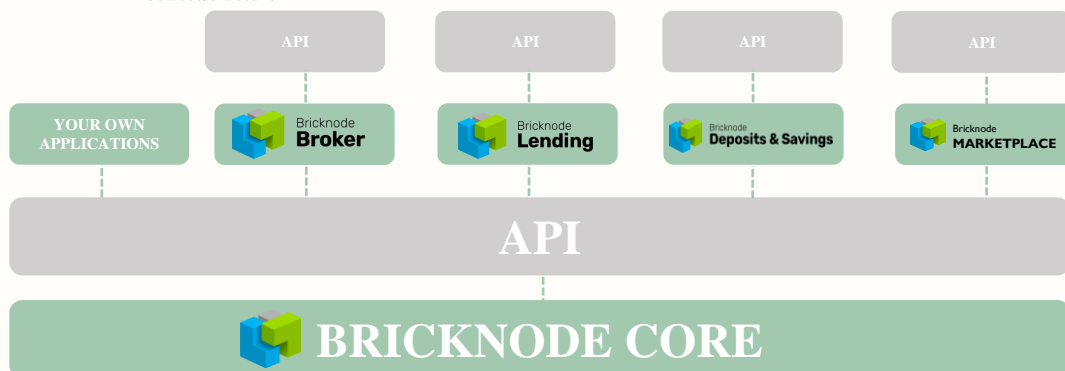 API
API
API
API
YOUR OWN
APPLICATIONS
Bricknode
Broker
Bricknode
Lending
Bricknode
Deposits & Savings
Bricknode
MARKETPLACE
API
BRICKNODE CORE